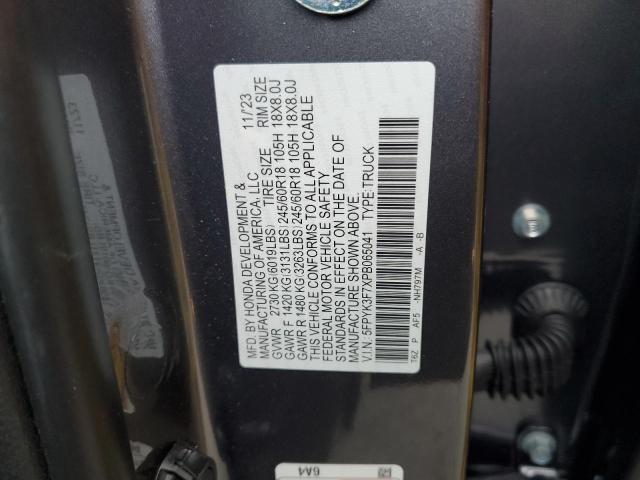 MFD. BY HONDA DEVELOPMENT &
MANUFACTURING OF AMERICA, LLC 11/23
TIRE SIZE RIM SIZE
GVWR 2730 KG(6019LBS)
GAWR F 1420 KG(3131LBS) 245/60R18 105H 18X8.0J
GAWR R 1480 KG(3263LBS) 245/60R18 105H 18X8.0J
THIS VEHICLE CONFORMS TO ALL APPLICABLE
FEDERAL MOTOR VEHICLE SAFETY
STANDARDS IN EFFECT ON THE DATE OF
MANUFACTURE SHOWN ABOVE.
V.I.N.: 5FPYK3F7XPB065041 TYPE:TRUCK
T6Z P AF5 -NH797M -A -B
6A4